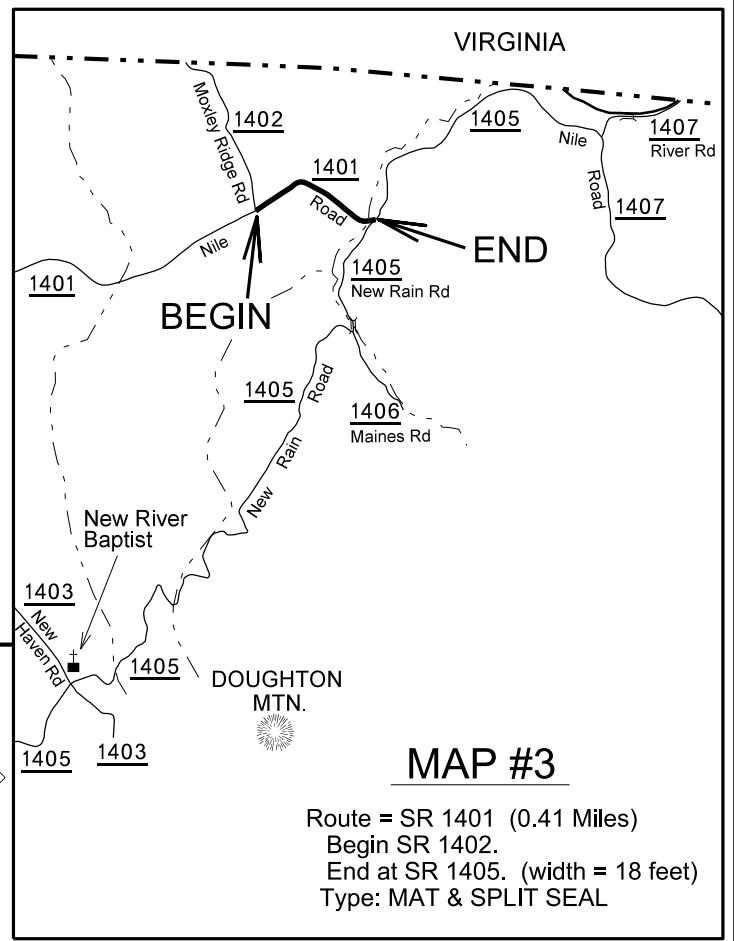 VIRGINIA
Moxley Ridge Rd
1402
1405
Nile
1407
River Rd
1401
Road
Road
1407
Nile
END
1401
1405
New Rain Rd
BEGIN
1405
Road
1406
Maines Rd
Rain
New
New River
Baptist
1403
New
Haven Rd
1405
DOUGHTON
MTN.
1405
1403
MAP #3
Route = SR 1401 (0.41 Miles)
Begin SR 1402.
End at SR 1405. (width = 18 feet)
Type: MAT & SPLIT SEAL